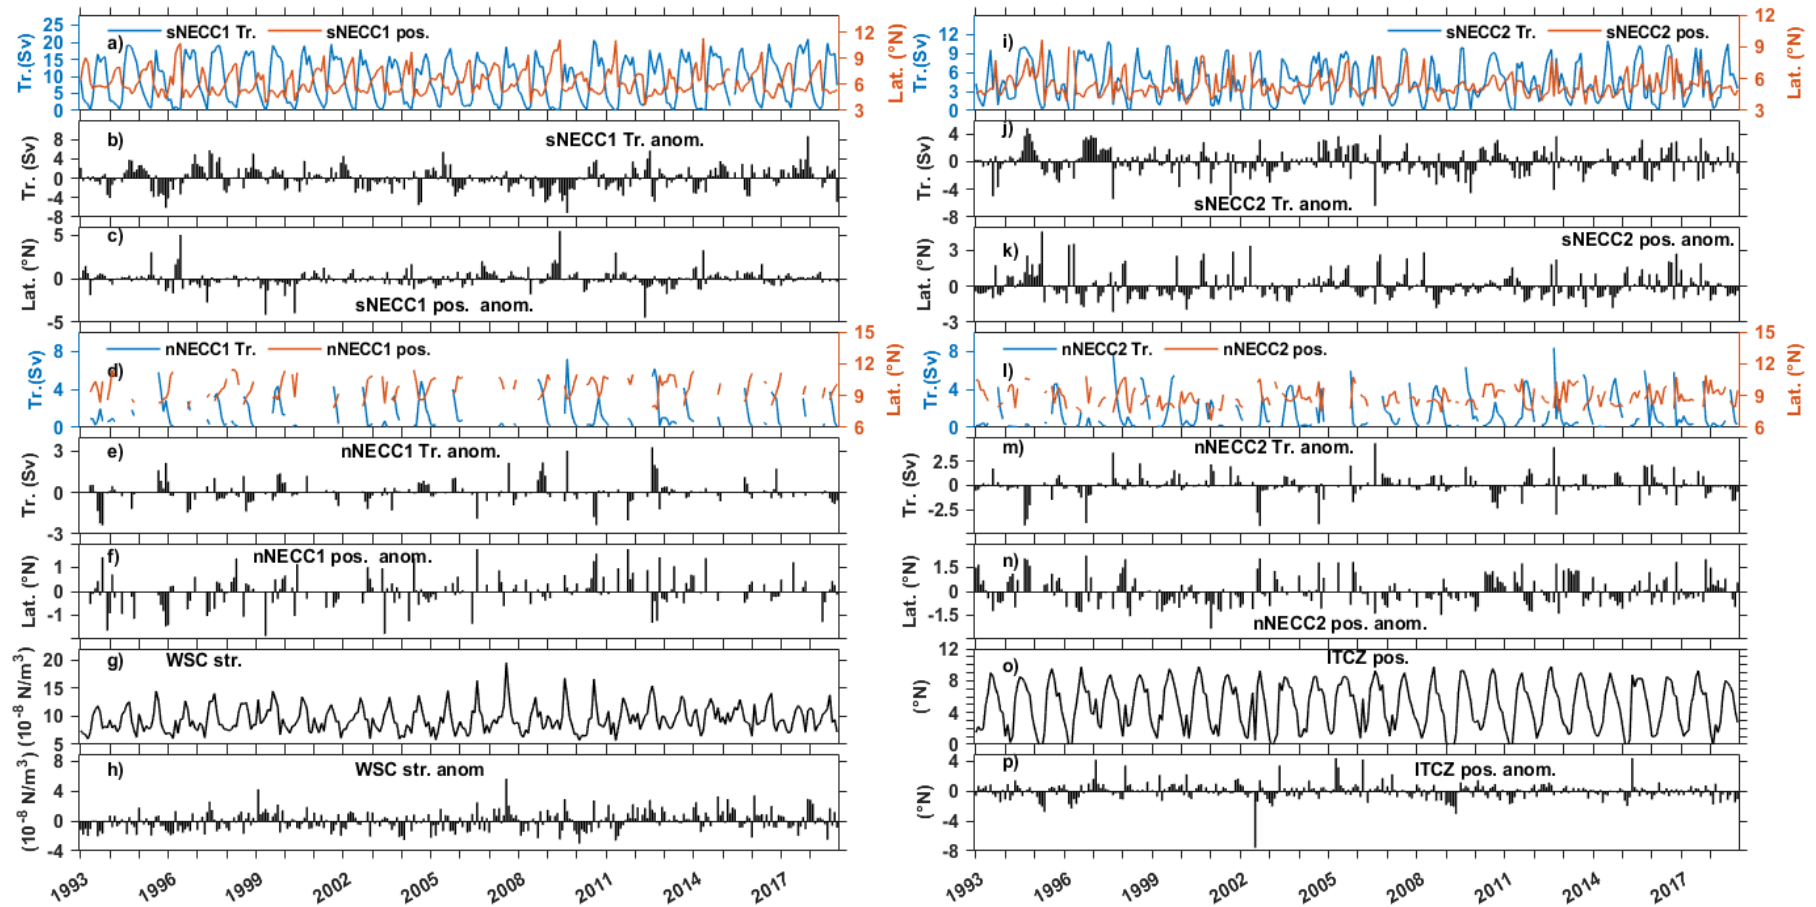 a)
sNECC1 Tr.
sNECC1 pos.
Tr.(Sv)
25
20
15
10
5
0
Lat. (°N)
12
9
6
3
b)
sNECC1 Tr. anom.
Tr. (Sv)
8
4
0
-4
-8
c)
sNECC1 pos. anom.
Lat. (°N)
5
0
-5
d)
nNECC1 Tr.
nNECC1 pos.
Tr.(Sv)
8
4
0
Lat. (°N)
15
12
9
6
e)
nNECC1 Tr. anom.
Tr. (Sv)
3
0
-3
f)
nNECC1 pos. anom.
Lat. (°N)
1
0
-1
g)
WSC str.
(10⁻⁸ N/m³)
20
15
10
5
h)
WSC str. anom
(10⁻⁸ N/m³)
8
4
0
-4
1993 1996 1999 2002 2005 2008 2011 2014 2017
i)
sNECC2 Tr.
sNECC2 pos.
Tr.(Sv)
12
9
6
3
0
Lat. (°N)
12
9
6
3
j)
sNECC2 Tr. anom.
Tr. (Sv)
4
0
-4
-8
k)
sNECC2 pos. anom.
Lat. (°N)
3
0
-3
l)
nNECC2 Tr.
nNECC2 pos.
Tr.(Sv)
8
4
0
Lat. (°N)
15
12
9
6
m)
nNECC2 Tr. anom.
Tr. (Sv)
2.5
0
-2.5
n)
nNECC2 pos. anom.
Lat. (°N)
1.5
0
-1.5
o)
ITCZ pos.
(°N)
12
8
4
0
p)
ITCZ pos. anom.
(°N)
4
0
-4
-8
1993 1996 1999 2002 2005 2008 2011 2014 2017